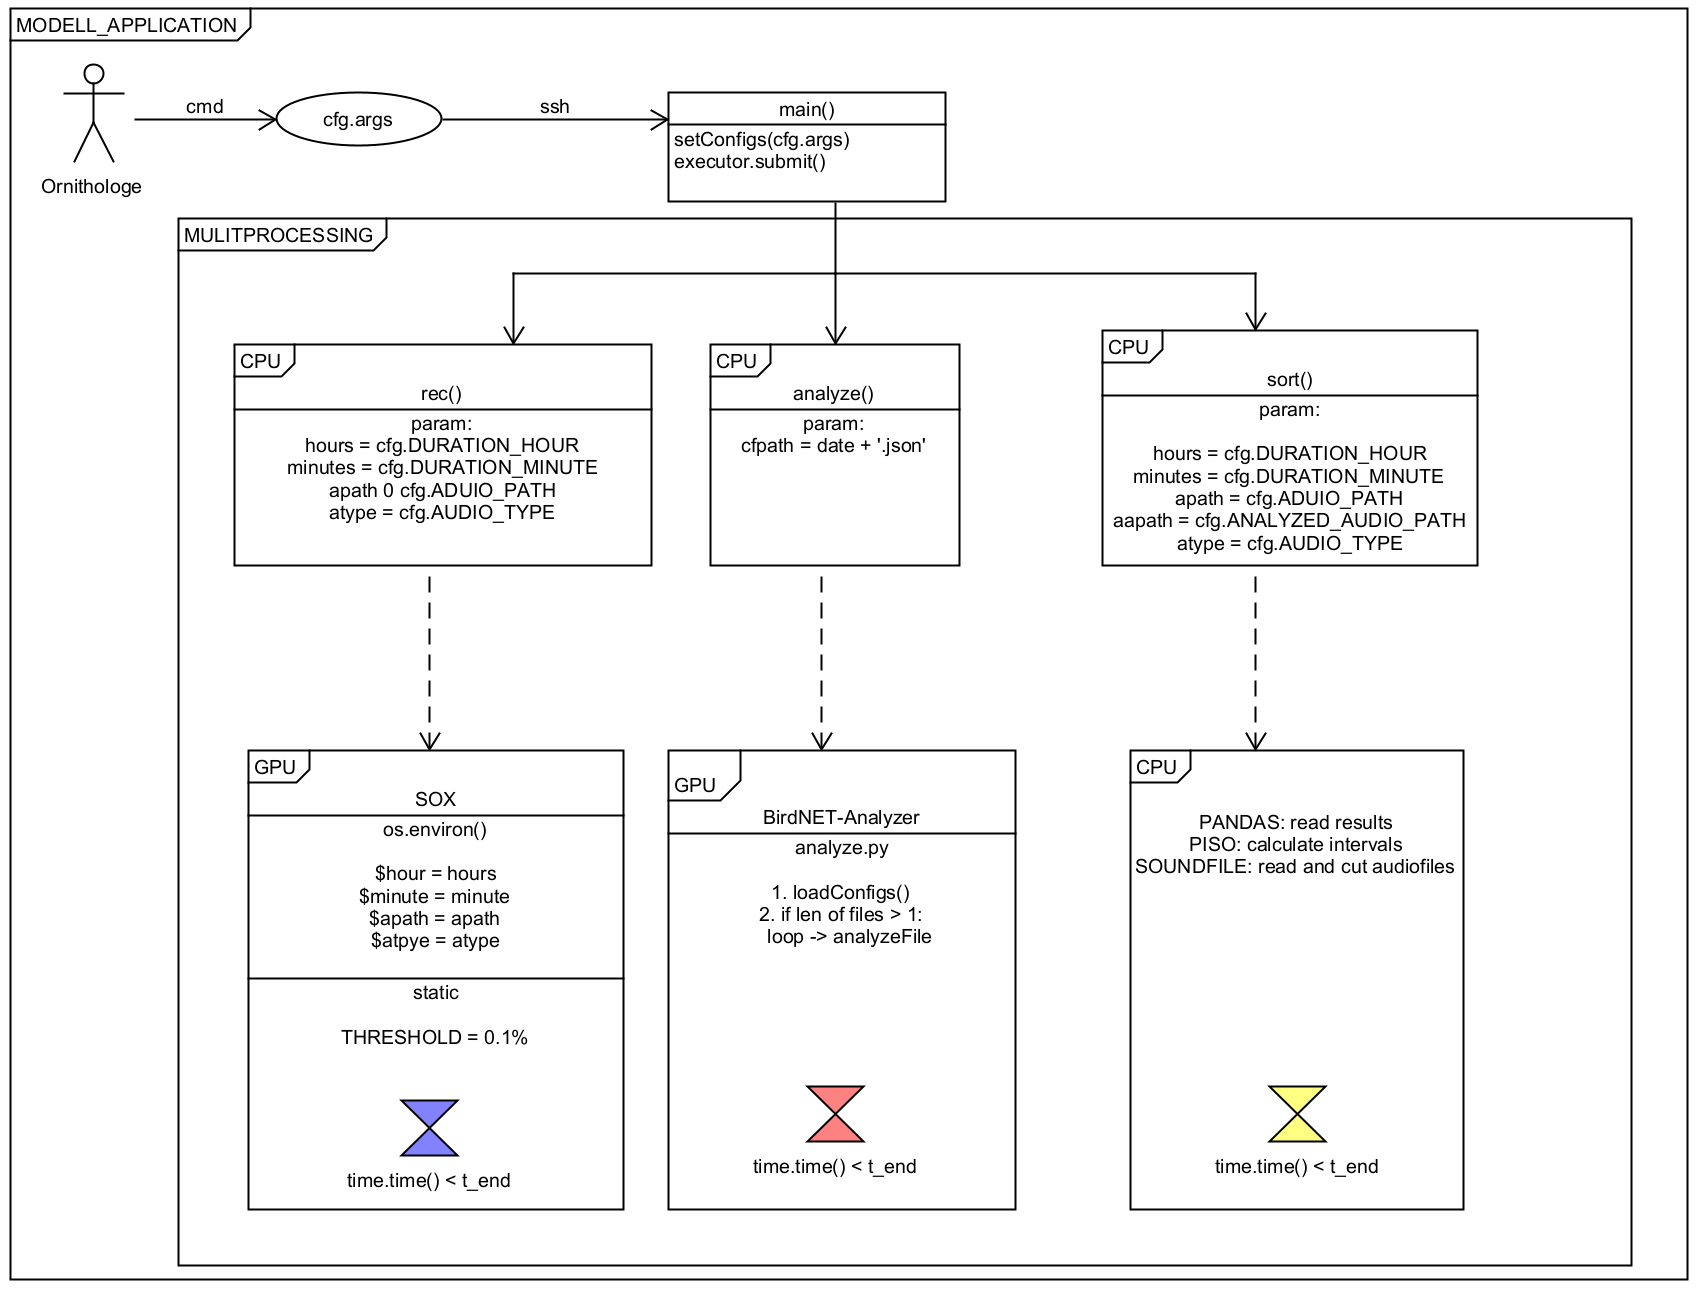 MODELL_APPLICATION
cmd
cfg.args
ssh
Ornithologe
main()
setConfigs(cfg.args)
executor.submit()
MULITPROCESSING
CPU
rec()
param:
hours = cfg.DURATION_HOUR
minutes = cfg.DURATION_MINUTE
apath 0 cfg.ADUIO_PATH
atype = cfg.AUDIO_TYPE
CPU
analyze()
param:
cfpath = date + '.json'
CPU
sort()
param:
hours = cfg.DURATION_HOUR
minutes = cfg.DURATION_MINUTE
apath = cfg.ADUIO_PATH
aapath = cfg.ANALYZED_AUDIO_PATH
atype = cfg.AUDIO_TYPE
GPU
SOX
os.environ()
$hour = hours
$minute = minute
$apath = apath
$atpye = atype
static
THRESHOLD = 0.1%
time.time() < t_end
GPU
BirdNET-Analyzer
analyze.py
1. loadConfigs()
2. if len of files > 1:
loop -> analyzeFile
time.time() < t_end
CPU
PANDAS: read results
PISO: calculate intervals
SOUNDFILE: read and cut audiofiles
time.time() < t_end